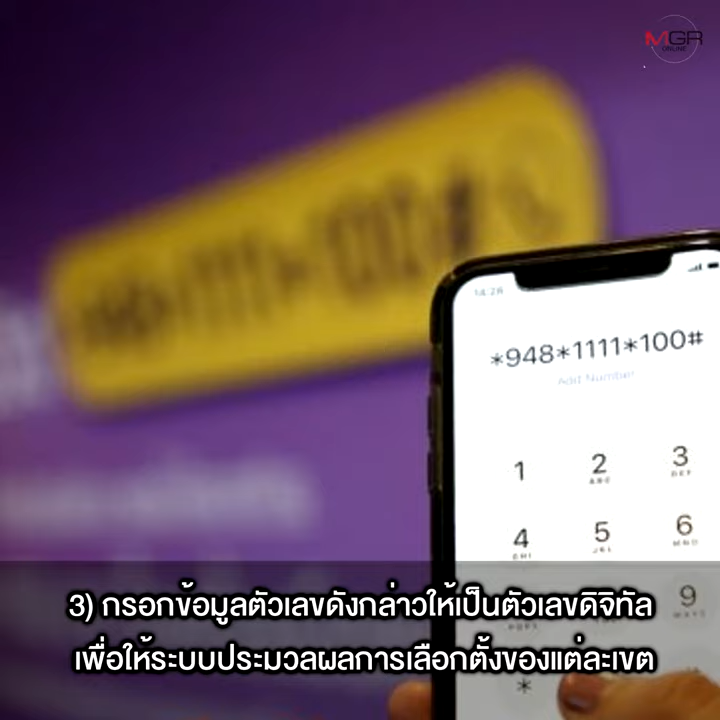 MGR
ONLINE
14:28
*948*1111*100#
Add Number
1
2
3
ABC
DEF
4
5
6
GHI
JKL
MNO
9
3) กรอกข้อมูลตัวเลขดังกล่าวให้เป็นตัวเลขดิจิทัล
เพื่อให้ระบบประมวลผลการเลือกตั้งของแต่ละเขต
*